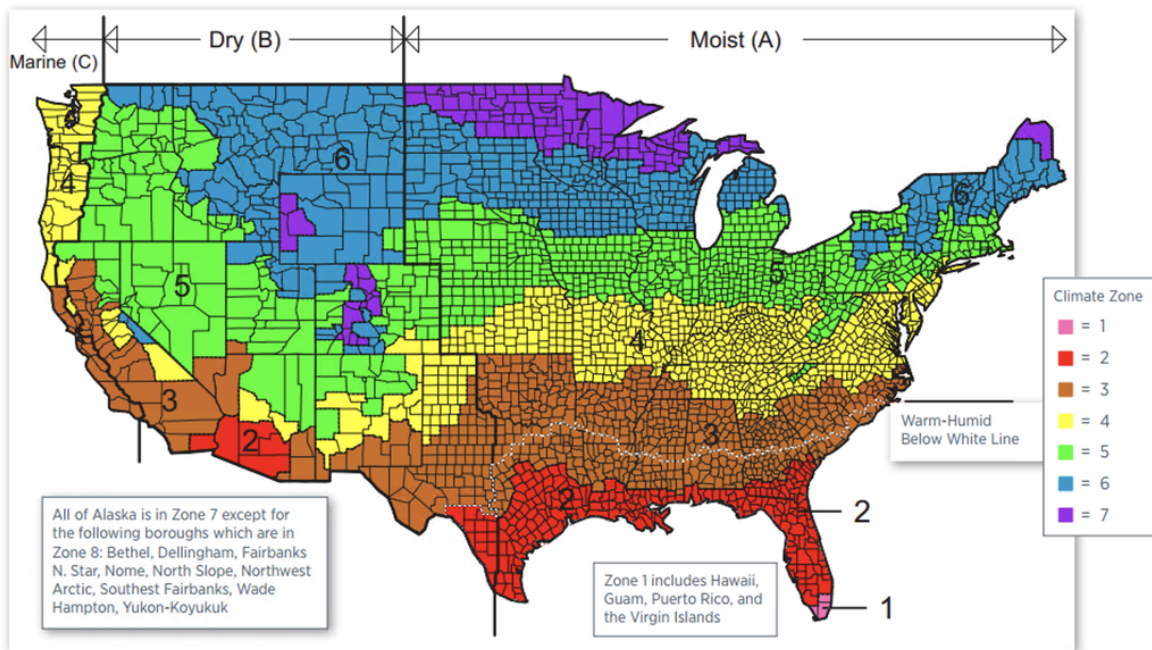 Dry (B)
Moist (A)
Marine (C)
7
6
4
6
5
5
4
3
3
2
2
2
1
Climate Zone
= 1
= 2
= 3
= 4
= 5
= 6
= 7
Warm-Humid
Below White Line
All of Alaska is in Zone 7 except for
the following boroughs which are in
Zone 8: Bethel, Dellingham, Fairbanks
N. Star, Nome, North Slope, Northwest
Arctic, Southest Fairbanks, Wade
Hampton, Yukon-Koyukuk
Zone 1 includes Hawaii,
Guam, Puerto Rico, and
the Virgin Islands